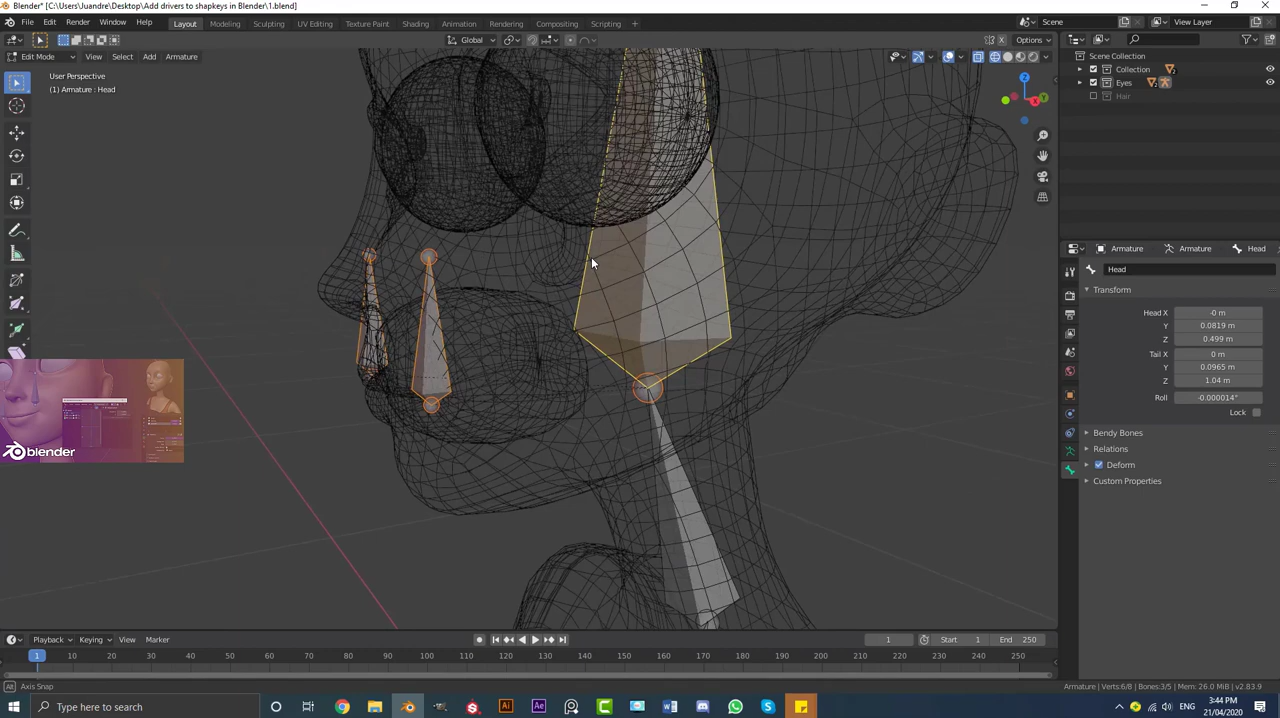 Blender* [C:\Users\Juandre\Desktop\Add drivers to shapkeys in Blender\1.blend]
File Edit Render Window Help Layout Modeling Sculpting UV Editing Texture Paint Shading Animation Rendering Compositing Scripting Scene View Layer
Global X Options
Edit Mode View Select Add Armature
Scene Collection
User Perspective
(1) Armature : Head
Collection
Eyes
Hair
Z
X
Y
Armature Armature Head
Head
Transform
Head X -0 m
Y 0.0819 m
Z 0.499 m
Tail X 0 m
Y 0.0965 m
Z 1.04 m
Roll -0.000014°
Lock
Bendy Bones
Relations
Deform
Custom Properties
blender
Playback Keying View Marker 1 Start 1 End 250
1 10 20 30 40 50 60 70 80 90 100 110 120 130 140 150 160 170 180 190 200 210 220 230 240 250
Axis Snap Armature | Verts:6/8 | Bones:3/5 | Mem: 26.0 MiB | v2.83.9
Type here to search Ai Ae W ENG 3:44 PM
21/04/2020